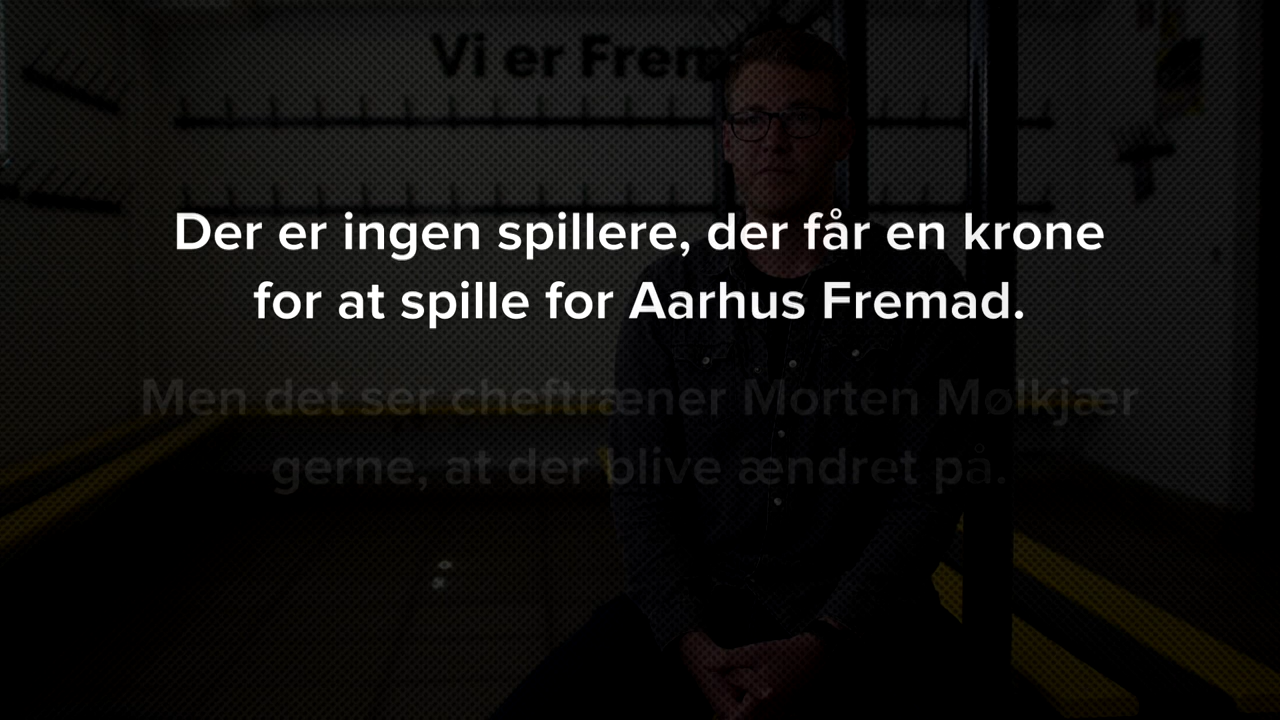 Vi er Frem
Der er ingen spillere, der får en krone
for at spille for Aarhus Fremad.
Men det ser cheftræner Morten Mølkjær
gerne, at der blive ændret på.